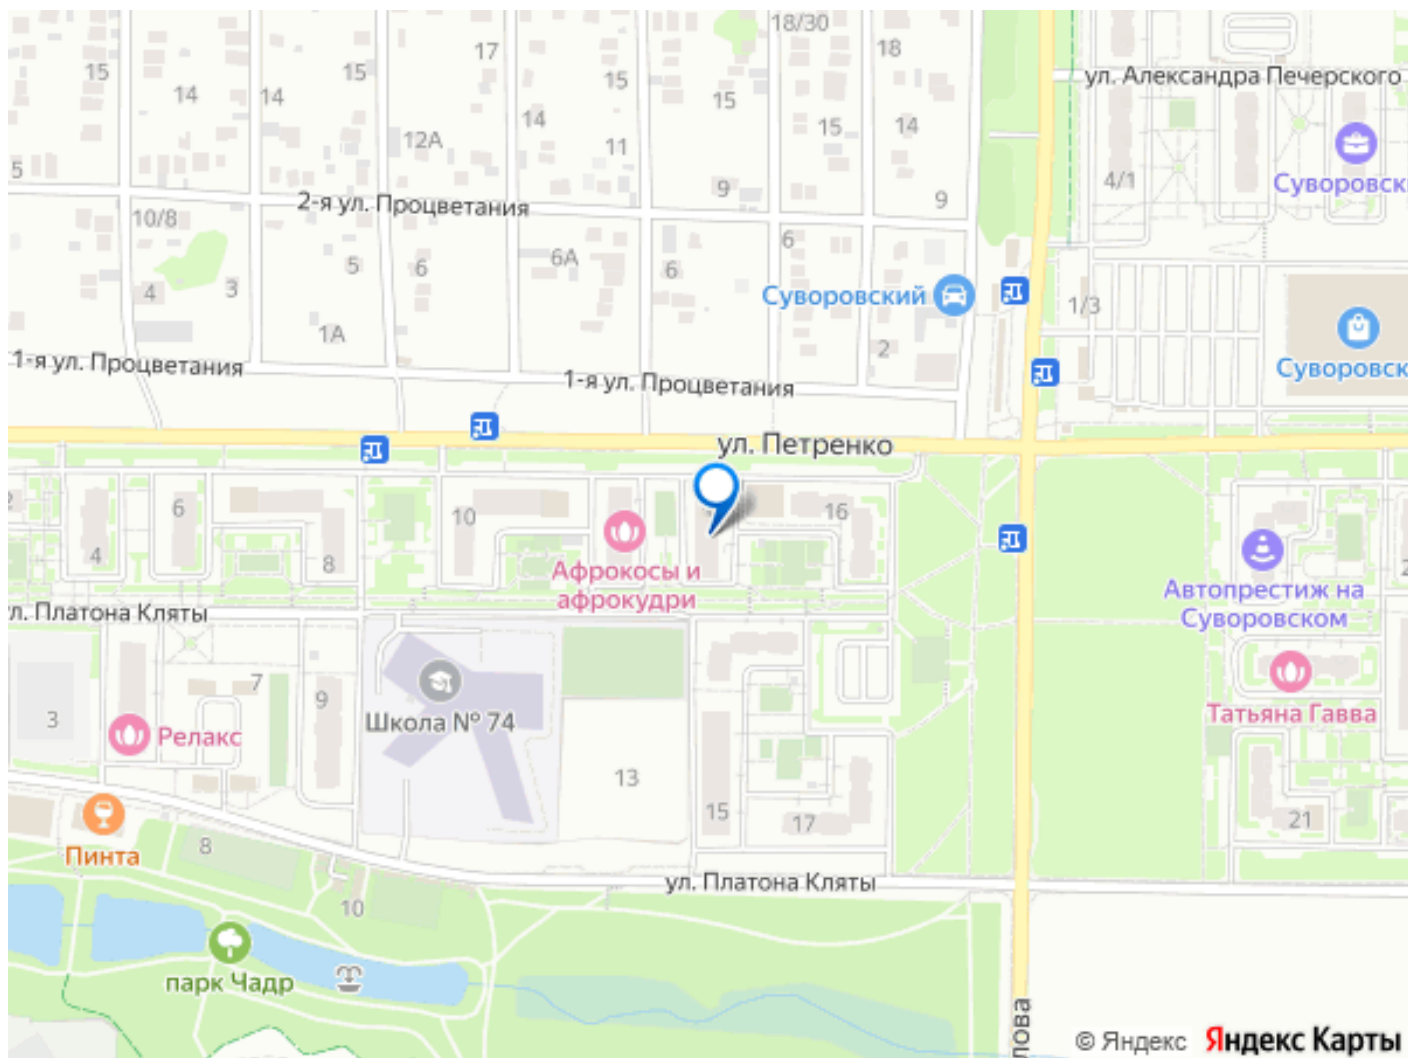 18/30
17
18
15
15
15
ул. Александра Печерского
14
14
15
14
15
14
12А
11
5
4/1
Суворовск
9
9
2-я ул. Процветания
10/8
6
6А
5
6
6
4
3
Суворовский
1/3
1А
2
1-я ул. Процветания
Суворовск
1-я ул. Процветания
ул. Петренко
6
10
16
4
8
Афрокосы и
афрокудри
Автопрестиж на
Суворовском
ул. Платона Кляты
7
9
Школа № 74
3
Релакс
Татьяна Гавва
13
15
17
21
Пинта
8
ул. Платона Кляты
10
парк Чадр
лова
© Яндекс Яндекс Карты